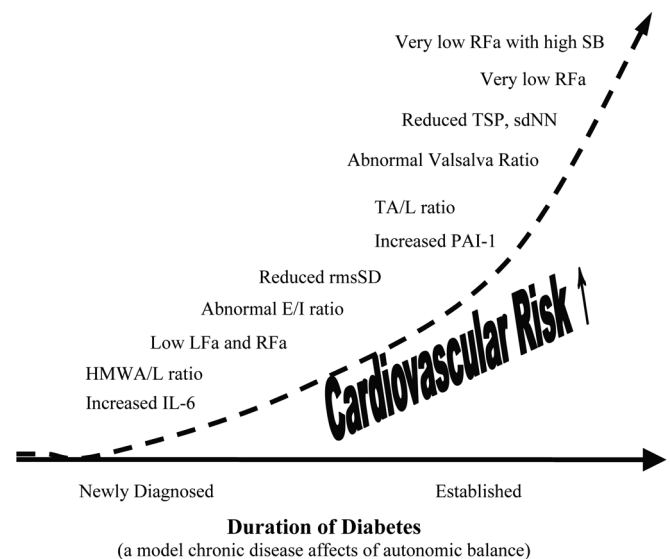 Very low RFa with high SB
Very low RFa
Reduced TSP, sdNN
Abnormal Valsalva Ratio
TA/L ratio
Increased PAI-1
Reduced rmsSD
Abnormal E/I ratio
Low LFa and RFa
HMWA/L ratio
Increased IL-6
Cardiovascular Risk
Newly Diagnosed
Established
Duration of Diabetes
(a model chronic disease affects of autonomic balance)